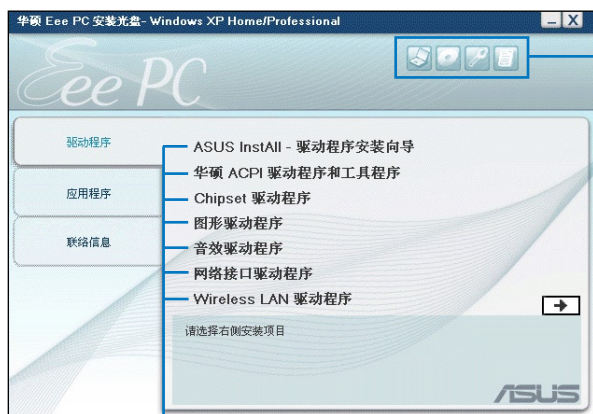 华硕 Eee PC 安装光盘- Windows XP Home/Professional
Eee PC
驱动程序
应用程序
联络信息
ASUS InstAll - 驱动程序安装向导
华硕 ACPI 驱动程序和工具程序
Chipset 驱动程序
图形驱动程序
音效驱动程序
网络接口驱动程序
Wireless LAN 驱动程序
请选择右侧安装项目
ASUS